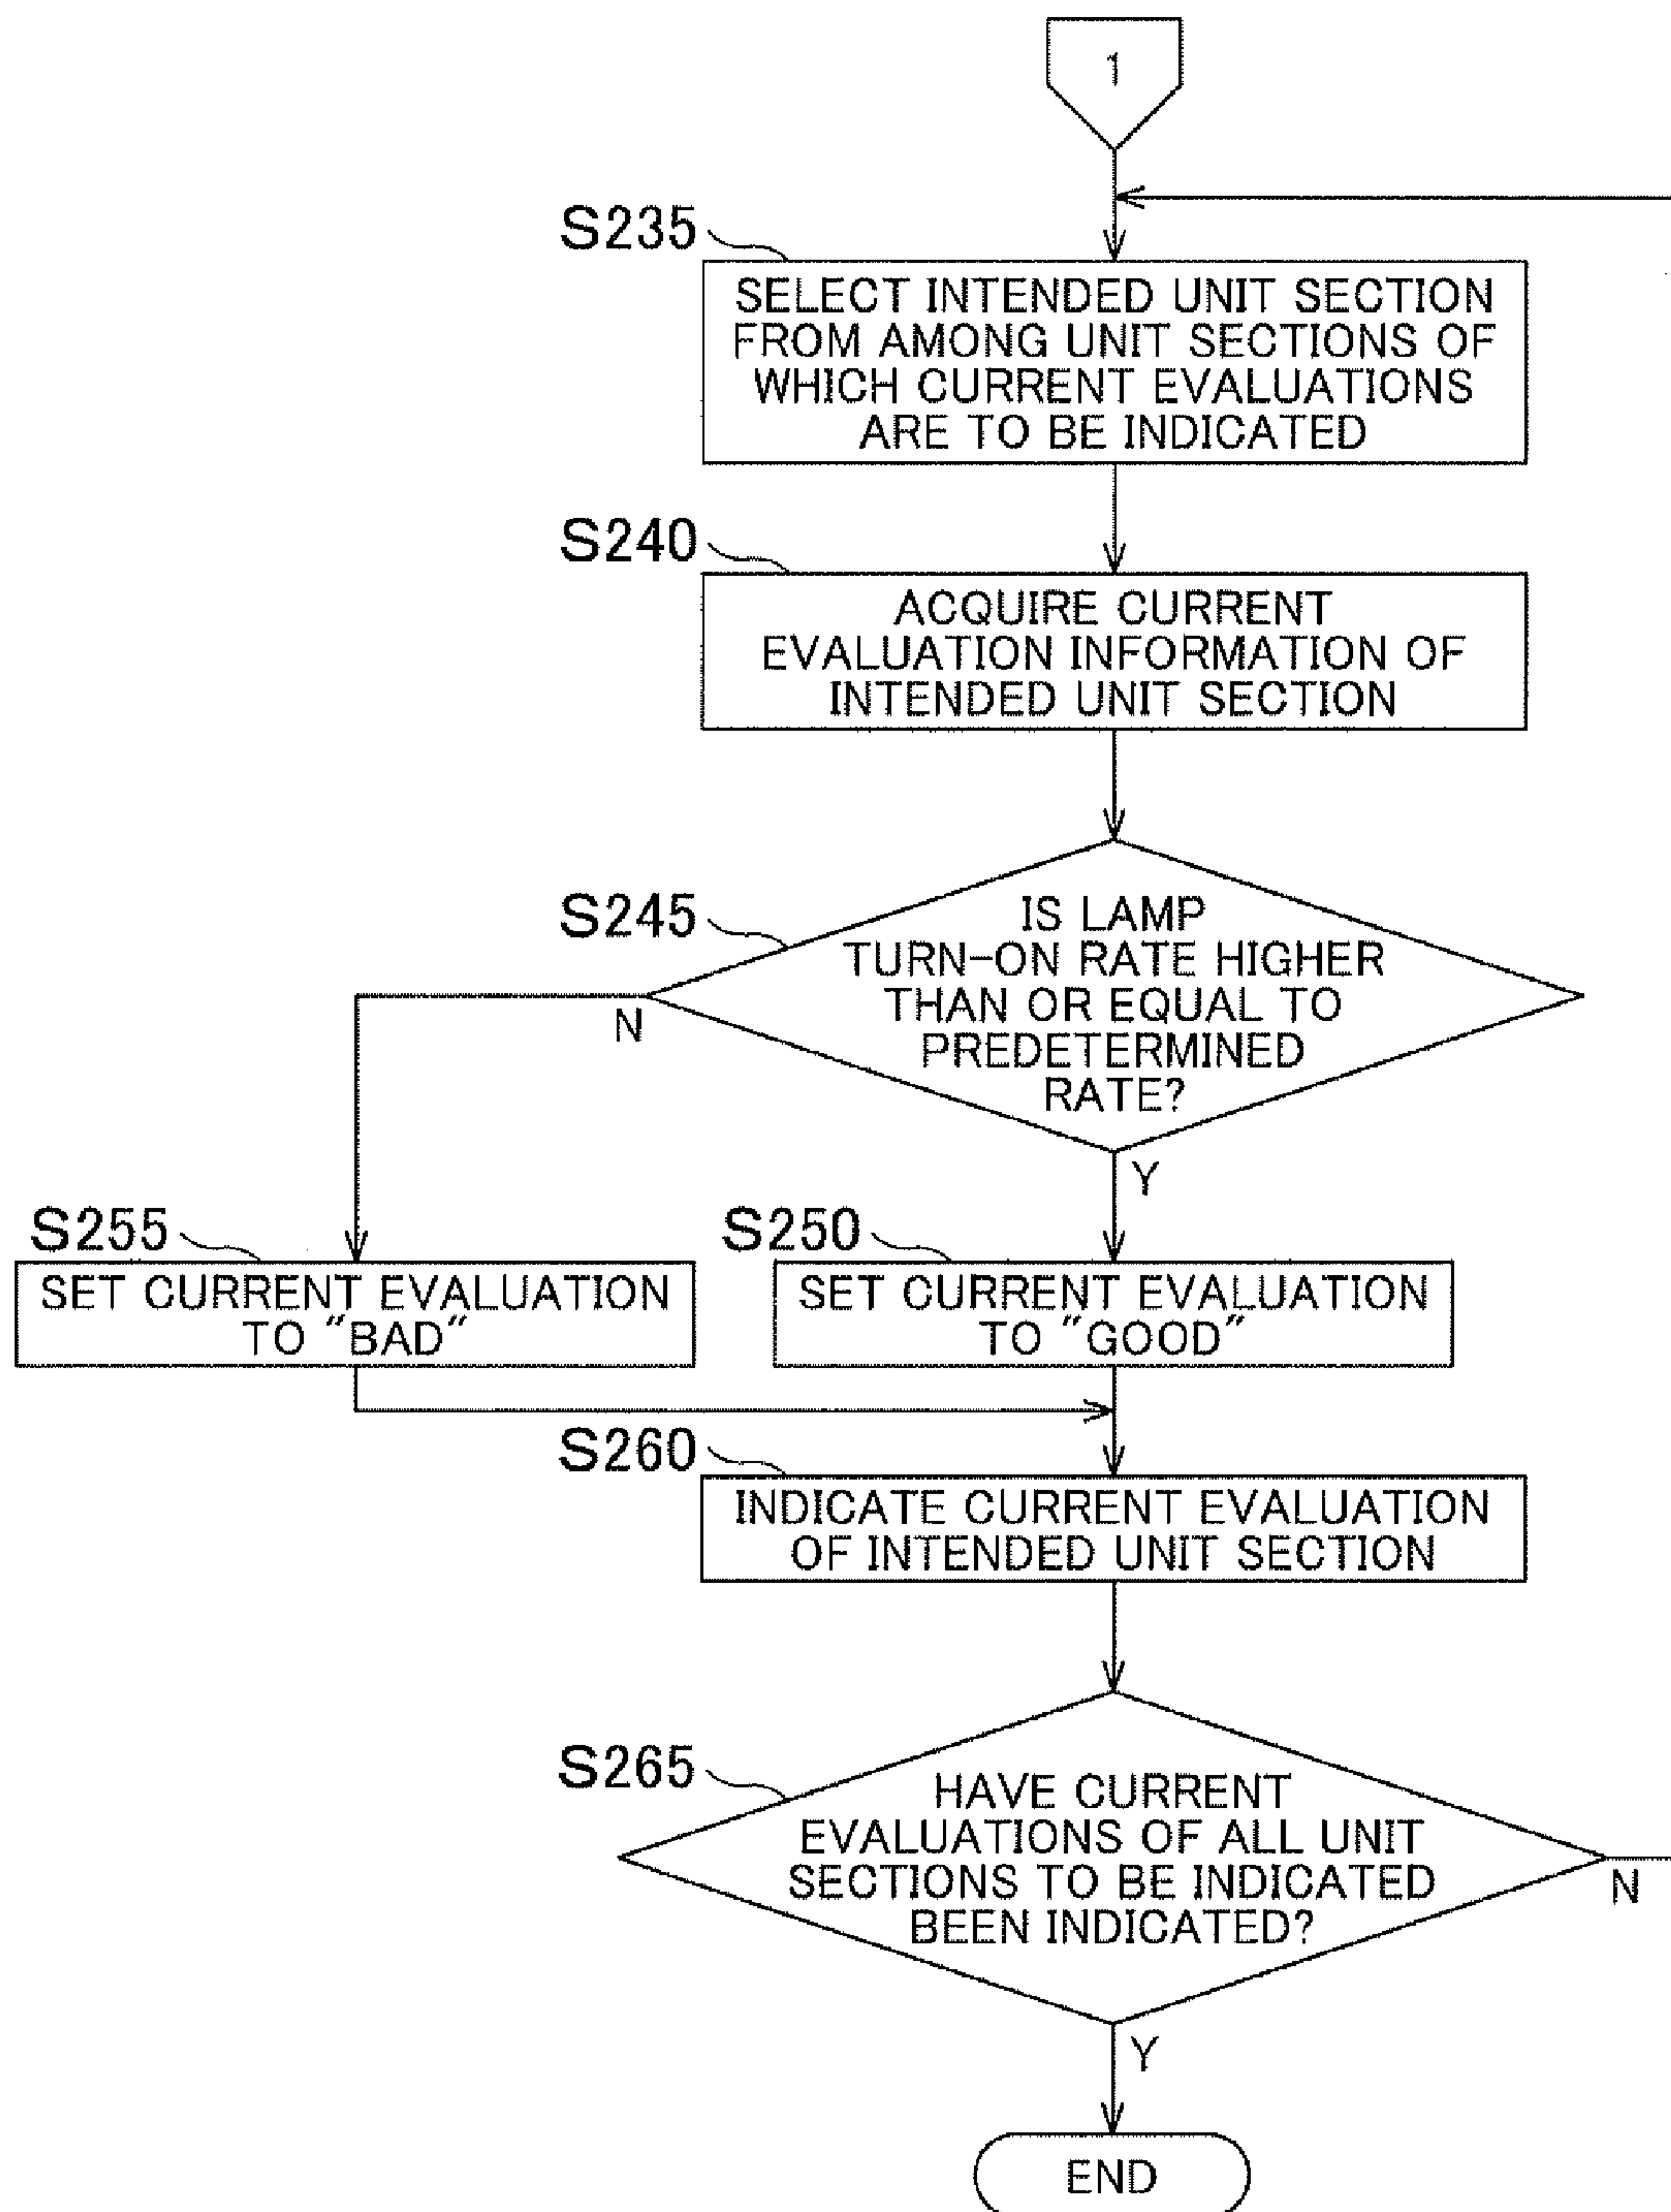 1
S235
SELECT INTENDED UNIT SECTION
FROM AMONG UNIT SECTIONS OF
WHICH CURRENT EVALUATIONS
ARE TO BE INDICATED
S240
ACQUIRE CURRENT
EVALUATION INFORMATION OF
INTENDED UNIT SECTION
S245
IS LAMP
TURN-ON RATE HIGHER
THAN OR EQUAL TO
PREDETERMINED
RATE?
N
Y
S255
SET CURRENT EVALUATION
TO "BAD"
S250
SET CURRENT EVALUATION
TO "GOOD"
S260
INDICATE CURRENT EVALUATION
OF INTENDED UNIT SECTION
S265
HAVE CURRENT
EVALUATIONS OF ALL UNIT
SECTIONS TO BE INDICATED
BEEN INDICATED?
N
Y
END